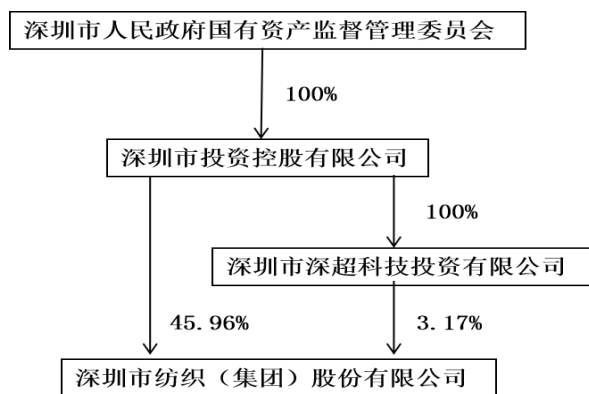 深圳市人民政府国有资产监督管理委员会
100%
深圳市投资控股有限公司
100%
深圳市深超科技投资有限公司
45.96%
3.17%
深圳市纺织（集团）股份有限公司